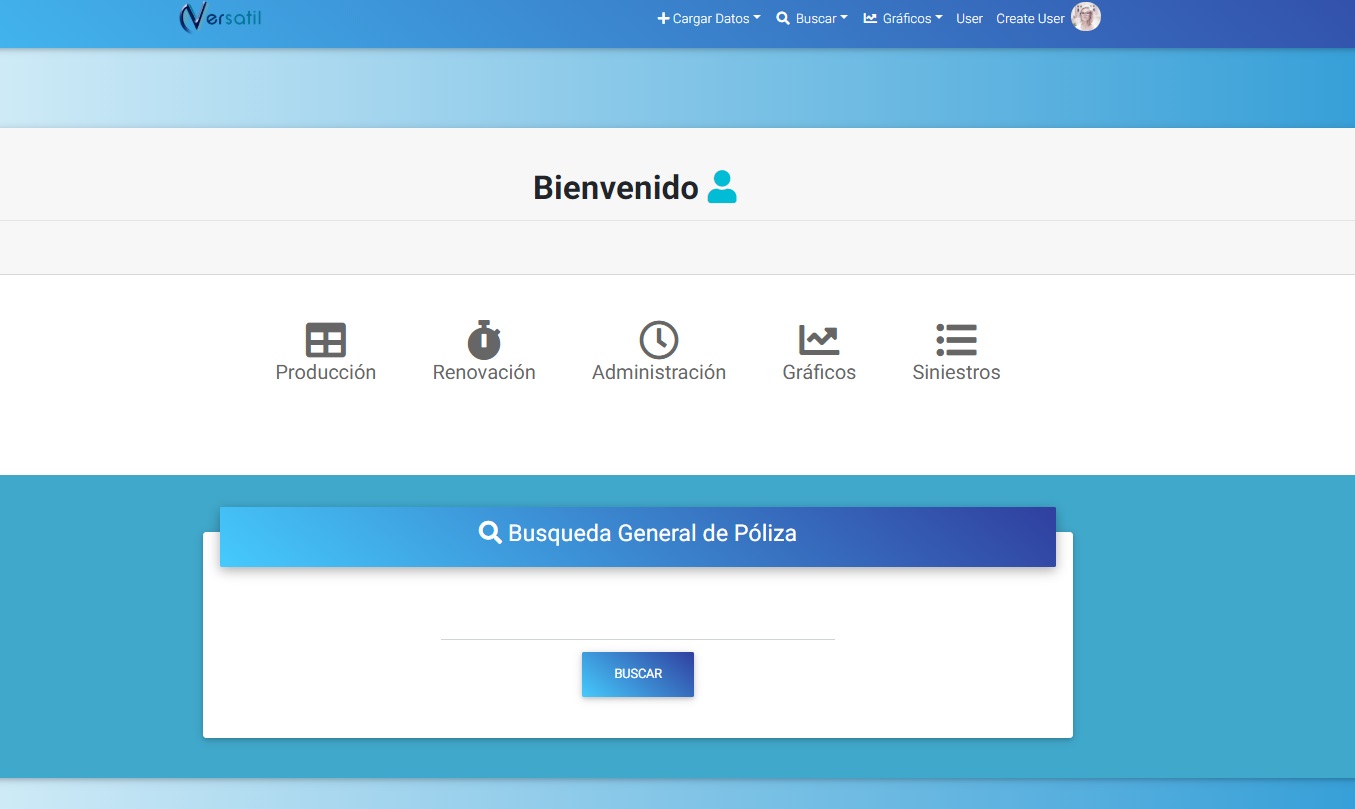 Versatil
Cargar Datos Buscar Gráficos User Create User
Bienvenido
Producción Renovación Administración Gráficos Siniestros
Busqueda General de Póliza
BUSCAR